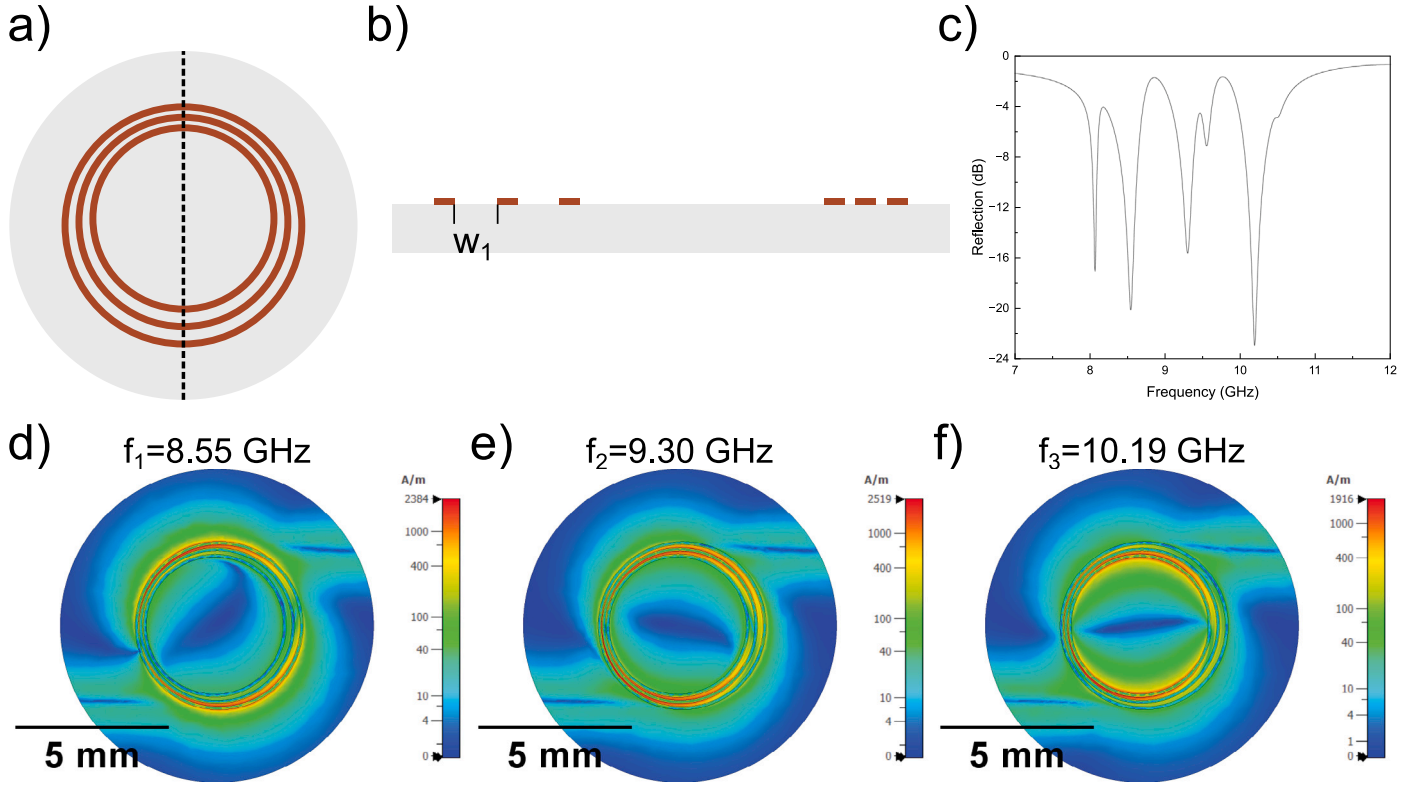 a)
b)
c)
w₁
0
−4
−8
−12
−16
−20
−24
Reflection (dB)
7
8
9
10
11
12
Frequency (GHz)
d)
f₁=8.55 GHz
A/m
2384
1000
400
100
40
10
4
0
5 mm
e)
f₂=9.30 GHz
A/m
2519
1000
400
100
40
10
4
0
5 mm
f)
f₃=10.19 GHz
A/m
1916
1000
400
100
40
10
4
1
0
5 mm